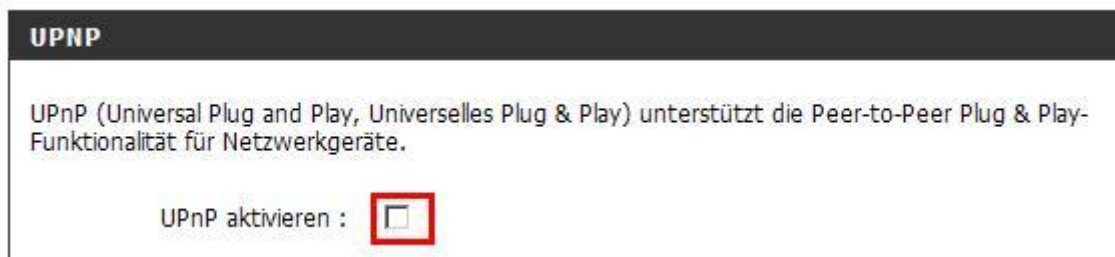 UPNP
UPnP (Universal Plug and Play, Universelles Plug & Play) unterstützt die Peer-to-Peer Plug & Play-
Funktionalität für Netzwerkgeräte.
UPnP aktivieren :